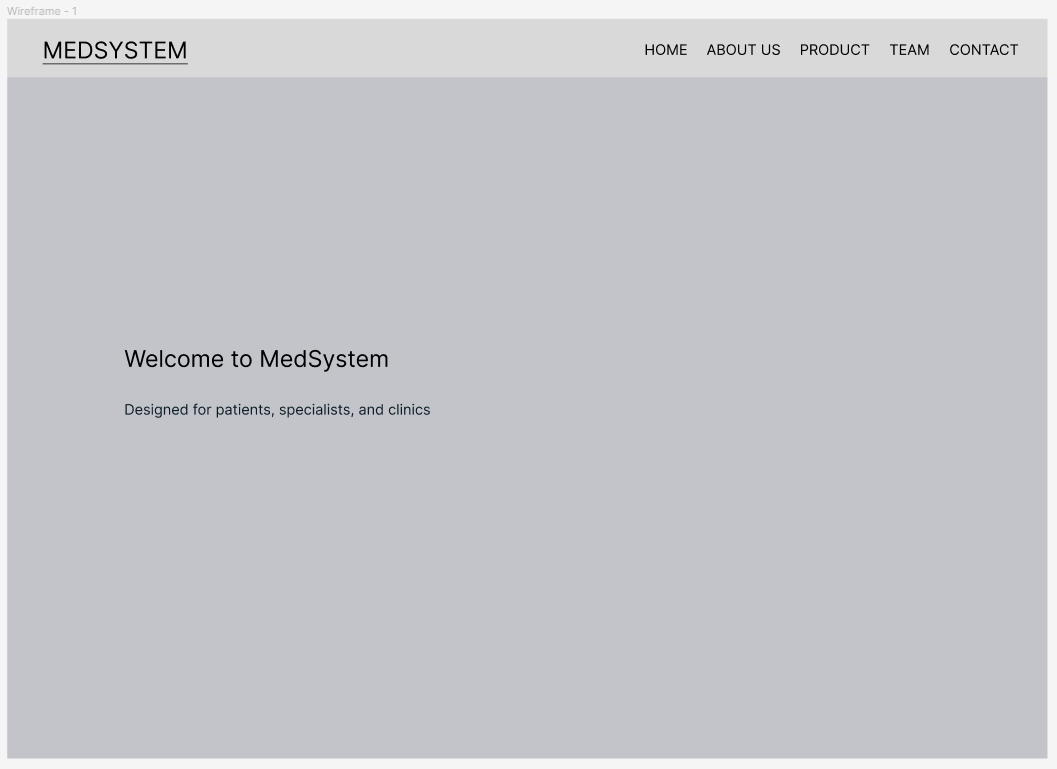 Wireframe - 1
MEDSYSTEM
HOME ABOUT US PRODUCT TEAM CONTACT
Welcome to MedSystem
Designed for patients, specialists, and clinics